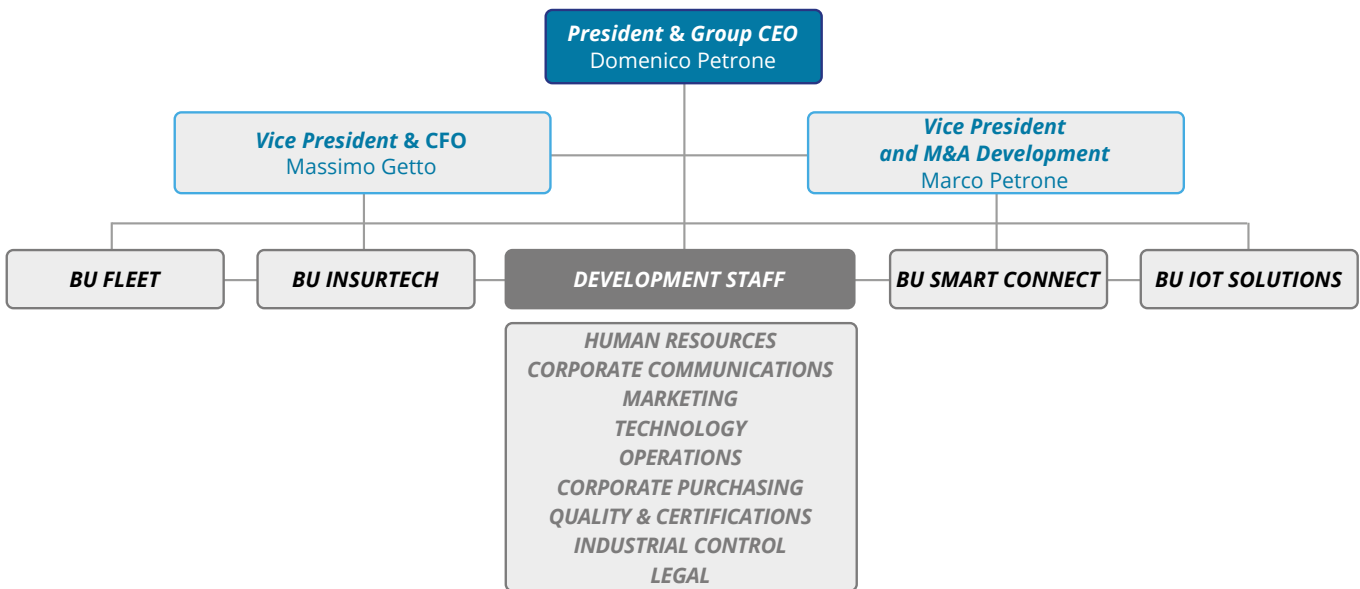 President & Group CEO
Domenico Petrone
Vice President & CFO
Massimo Getto
Vice President
and M&A Development
Marco Petrone
BU FLEET
BU INSURTECH
DEVELOPMENT STAFF
BU SMART CONNECT
BU IOT SOLUTIONS
HUMAN RESOURCES
CORPORATE COMMUNICATIONS
MARKETING
TECHNOLOGY
OPERATIONS
CORPORATE PURCHASING
QUALITY & CERTIFICATIONS
INDUSTRIAL CONTROL
LEGAL